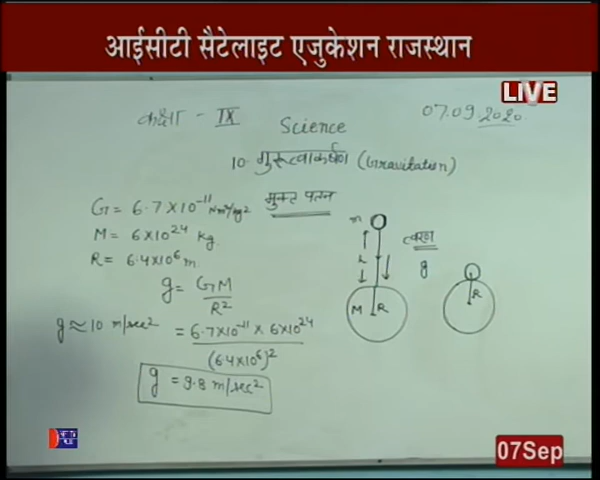 आईसीटी सैटेलाइट एजुकेशन राजस्थान
LIVE
कक्षा - IX
07.09.2020
Science
10. गुरुत्वाकर्षण (Gravitation)
मुक्त पतन
G = 6.7×10⁻¹¹ Nm²/kg²
M = 6×10²⁴ kg
R = 6.4×10⁶ m
g = GM/R²
g ≈ 10 m/sec² = 6.7×10⁻¹¹ × 6×10²⁴
(6.4×10⁶)²
g = 9.8 m/sec²
m
h
M R
त्वरण
g
R
07Sep